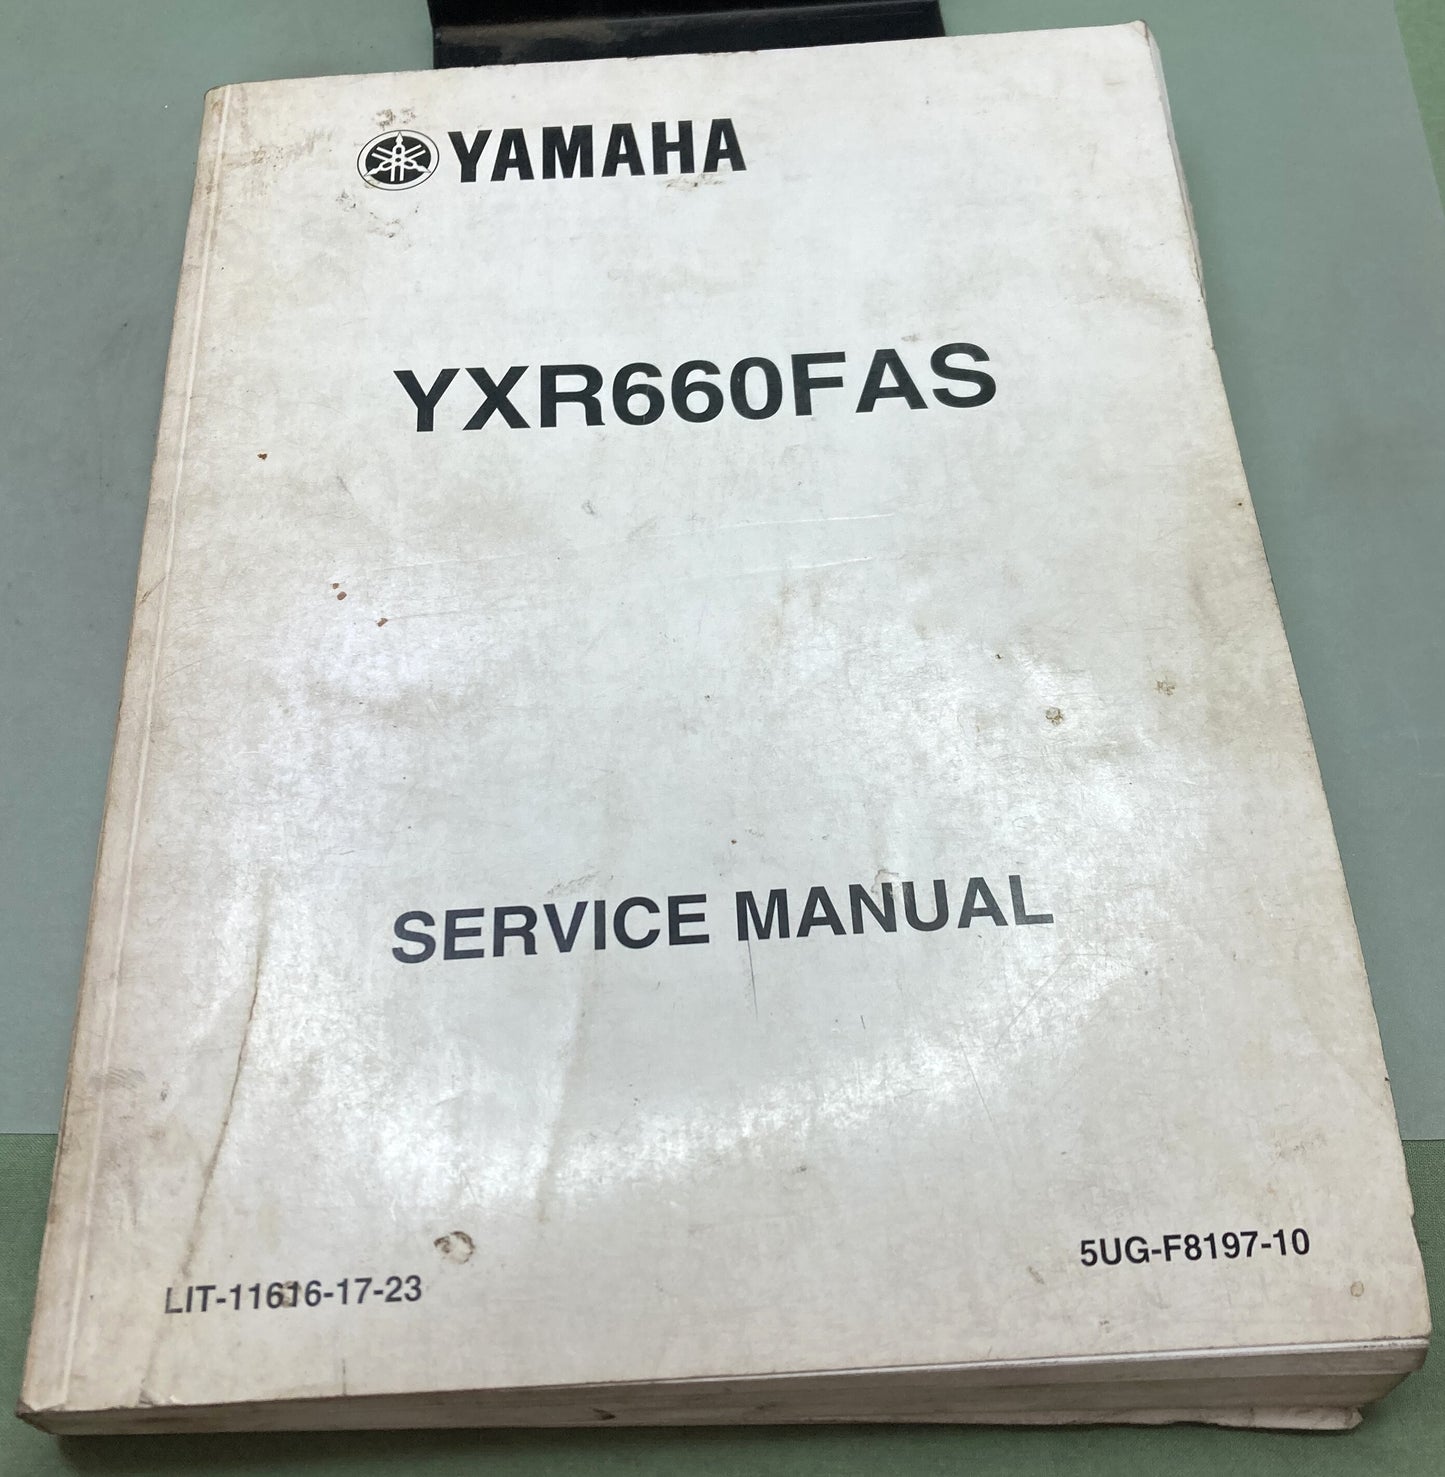 YAMAHA
YXR660FAS
SERVICE MANUAL
LIT-11616-17-23
5UG-F8197-10